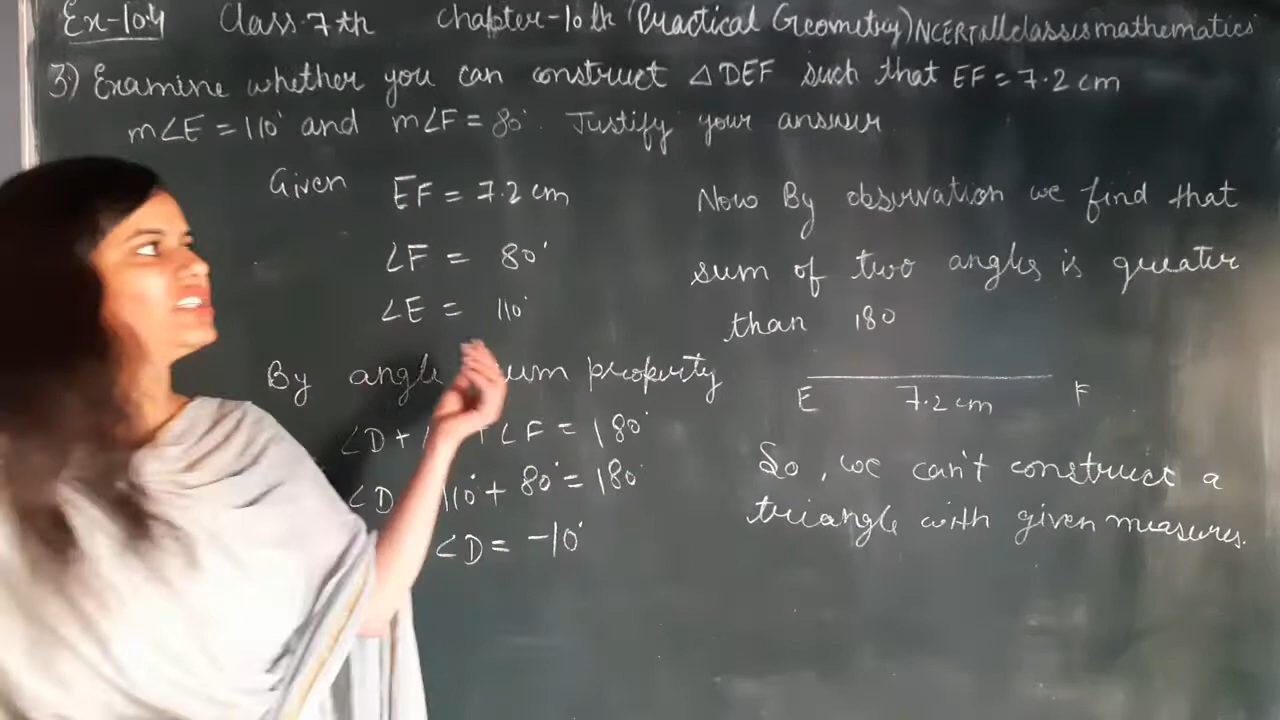 Ex-10.4 Class 7th Chapter-10th (Practical Geometry) NCERTallclassismathematics
3) Examine whether you can construct △DEF such that EF = 7.2 cm
m∠E = 110° and m∠F = 80°. Justify your answer
Given EF = 7.2 cm
∠F = 80°
∠E = 110°
By angle sum property
∠D + + ∠F = 180°
∠D 110° + 80° = 180°
∠D = -10°
Now By observation we find that
sum of two angles is greater
than 180
E 7.2 cm F
So, we can't construct a
triangle with given measures.